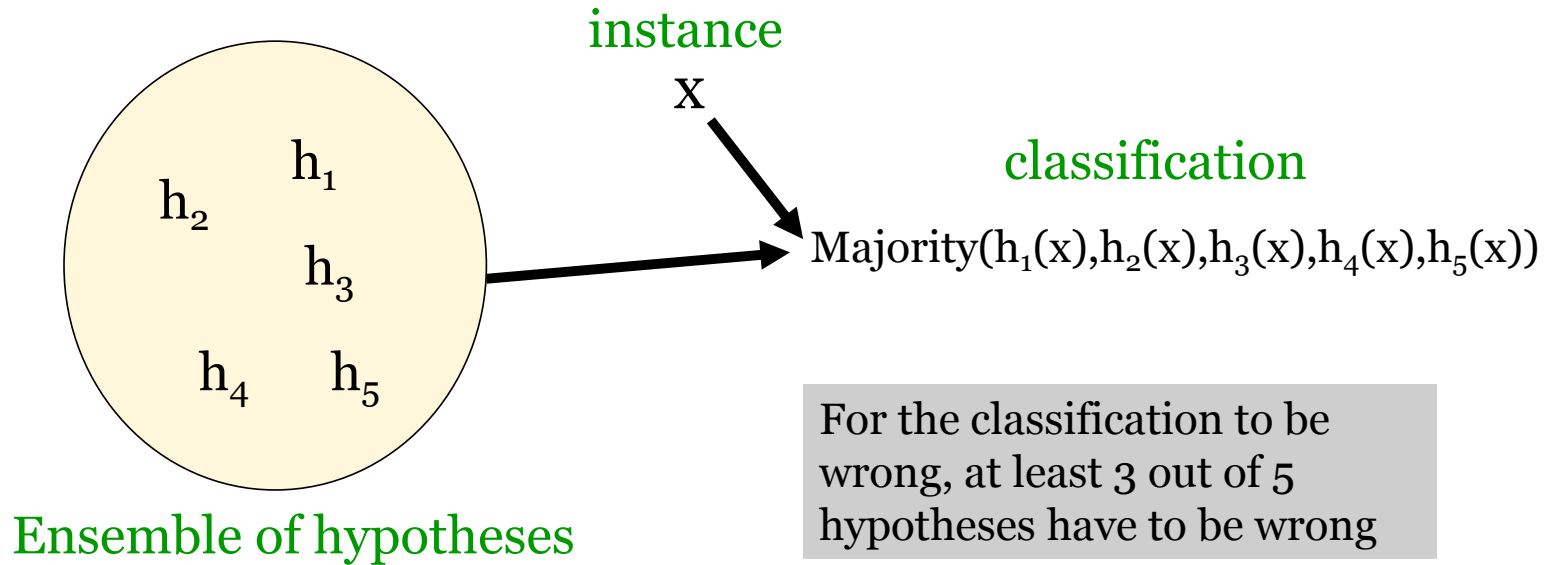 instance
x
h₁
h₂
h₃
h₄ h₅
classification
Majority(h₁(x),h₂(x),h₃(x),h₄(x),h₅(x))
For the classification to be
wrong, at least 3 out of 5
hypotheses have to be wrong
Ensemble of hypotheses